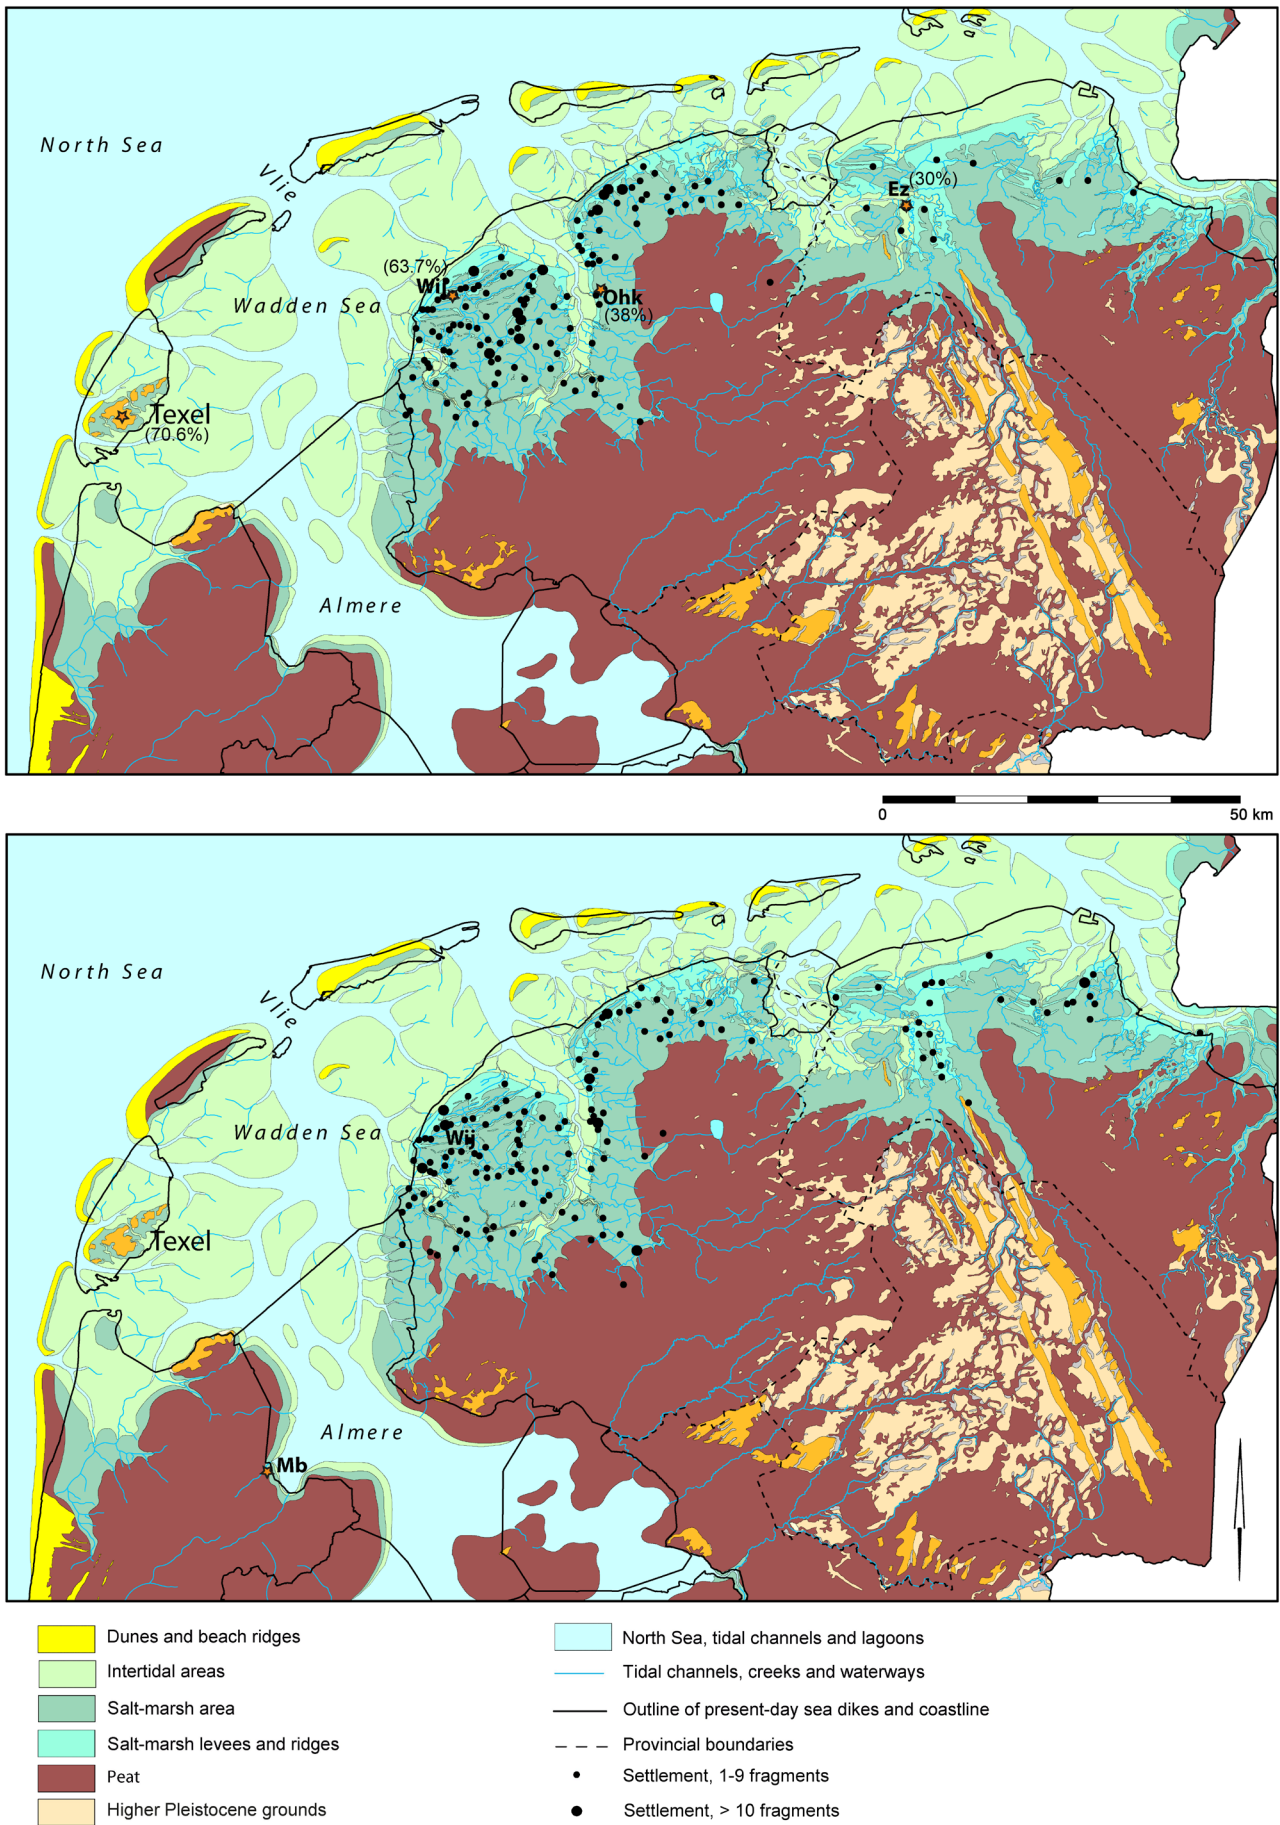 North Sea
Vlie
Ez
(30%)
(63.7%)
Wij
Wadden Sea
Ohk
(38%)
Texel
(70.6%)
Almere
0
50 km
North Sea
Vlie
Wadden Sea
Wij
Texel
Almere
Mb
Dunes and beach ridges
Intertidal areas
Salt-marsh area
Salt-marsh levees and ridges
Peat
Higher Pleistocene grounds
North Sea, tidal channels and lagoons
Tidal channels, creeks and waterways
Outline of present-day sea dikes and coastline
Provincial boundaries
Settlement, 1-9 fragments
Settlement, > 10 fragments